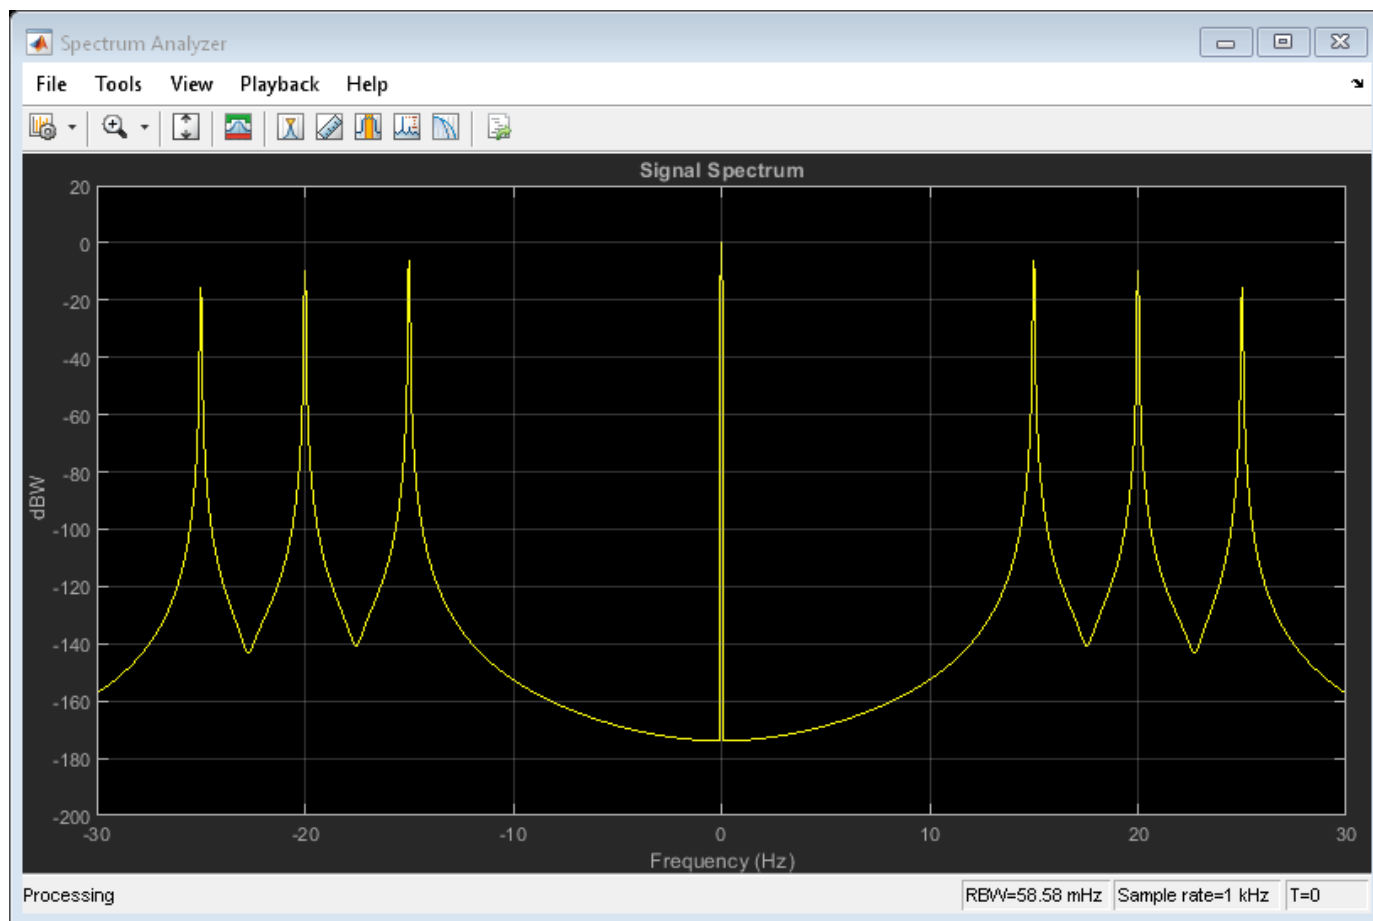 Spectrum Analyzer
File Tools View Playback Help
Signal Spectrum
20
0
-20
-40
-60
-80
-100
-120
-140
-160
-180
-200
dBW
-30 -20 -10 0 10 20 30
Frequency (Hz)
Processing RBW=58.58 mHz Sample rate=1 kHz T=0